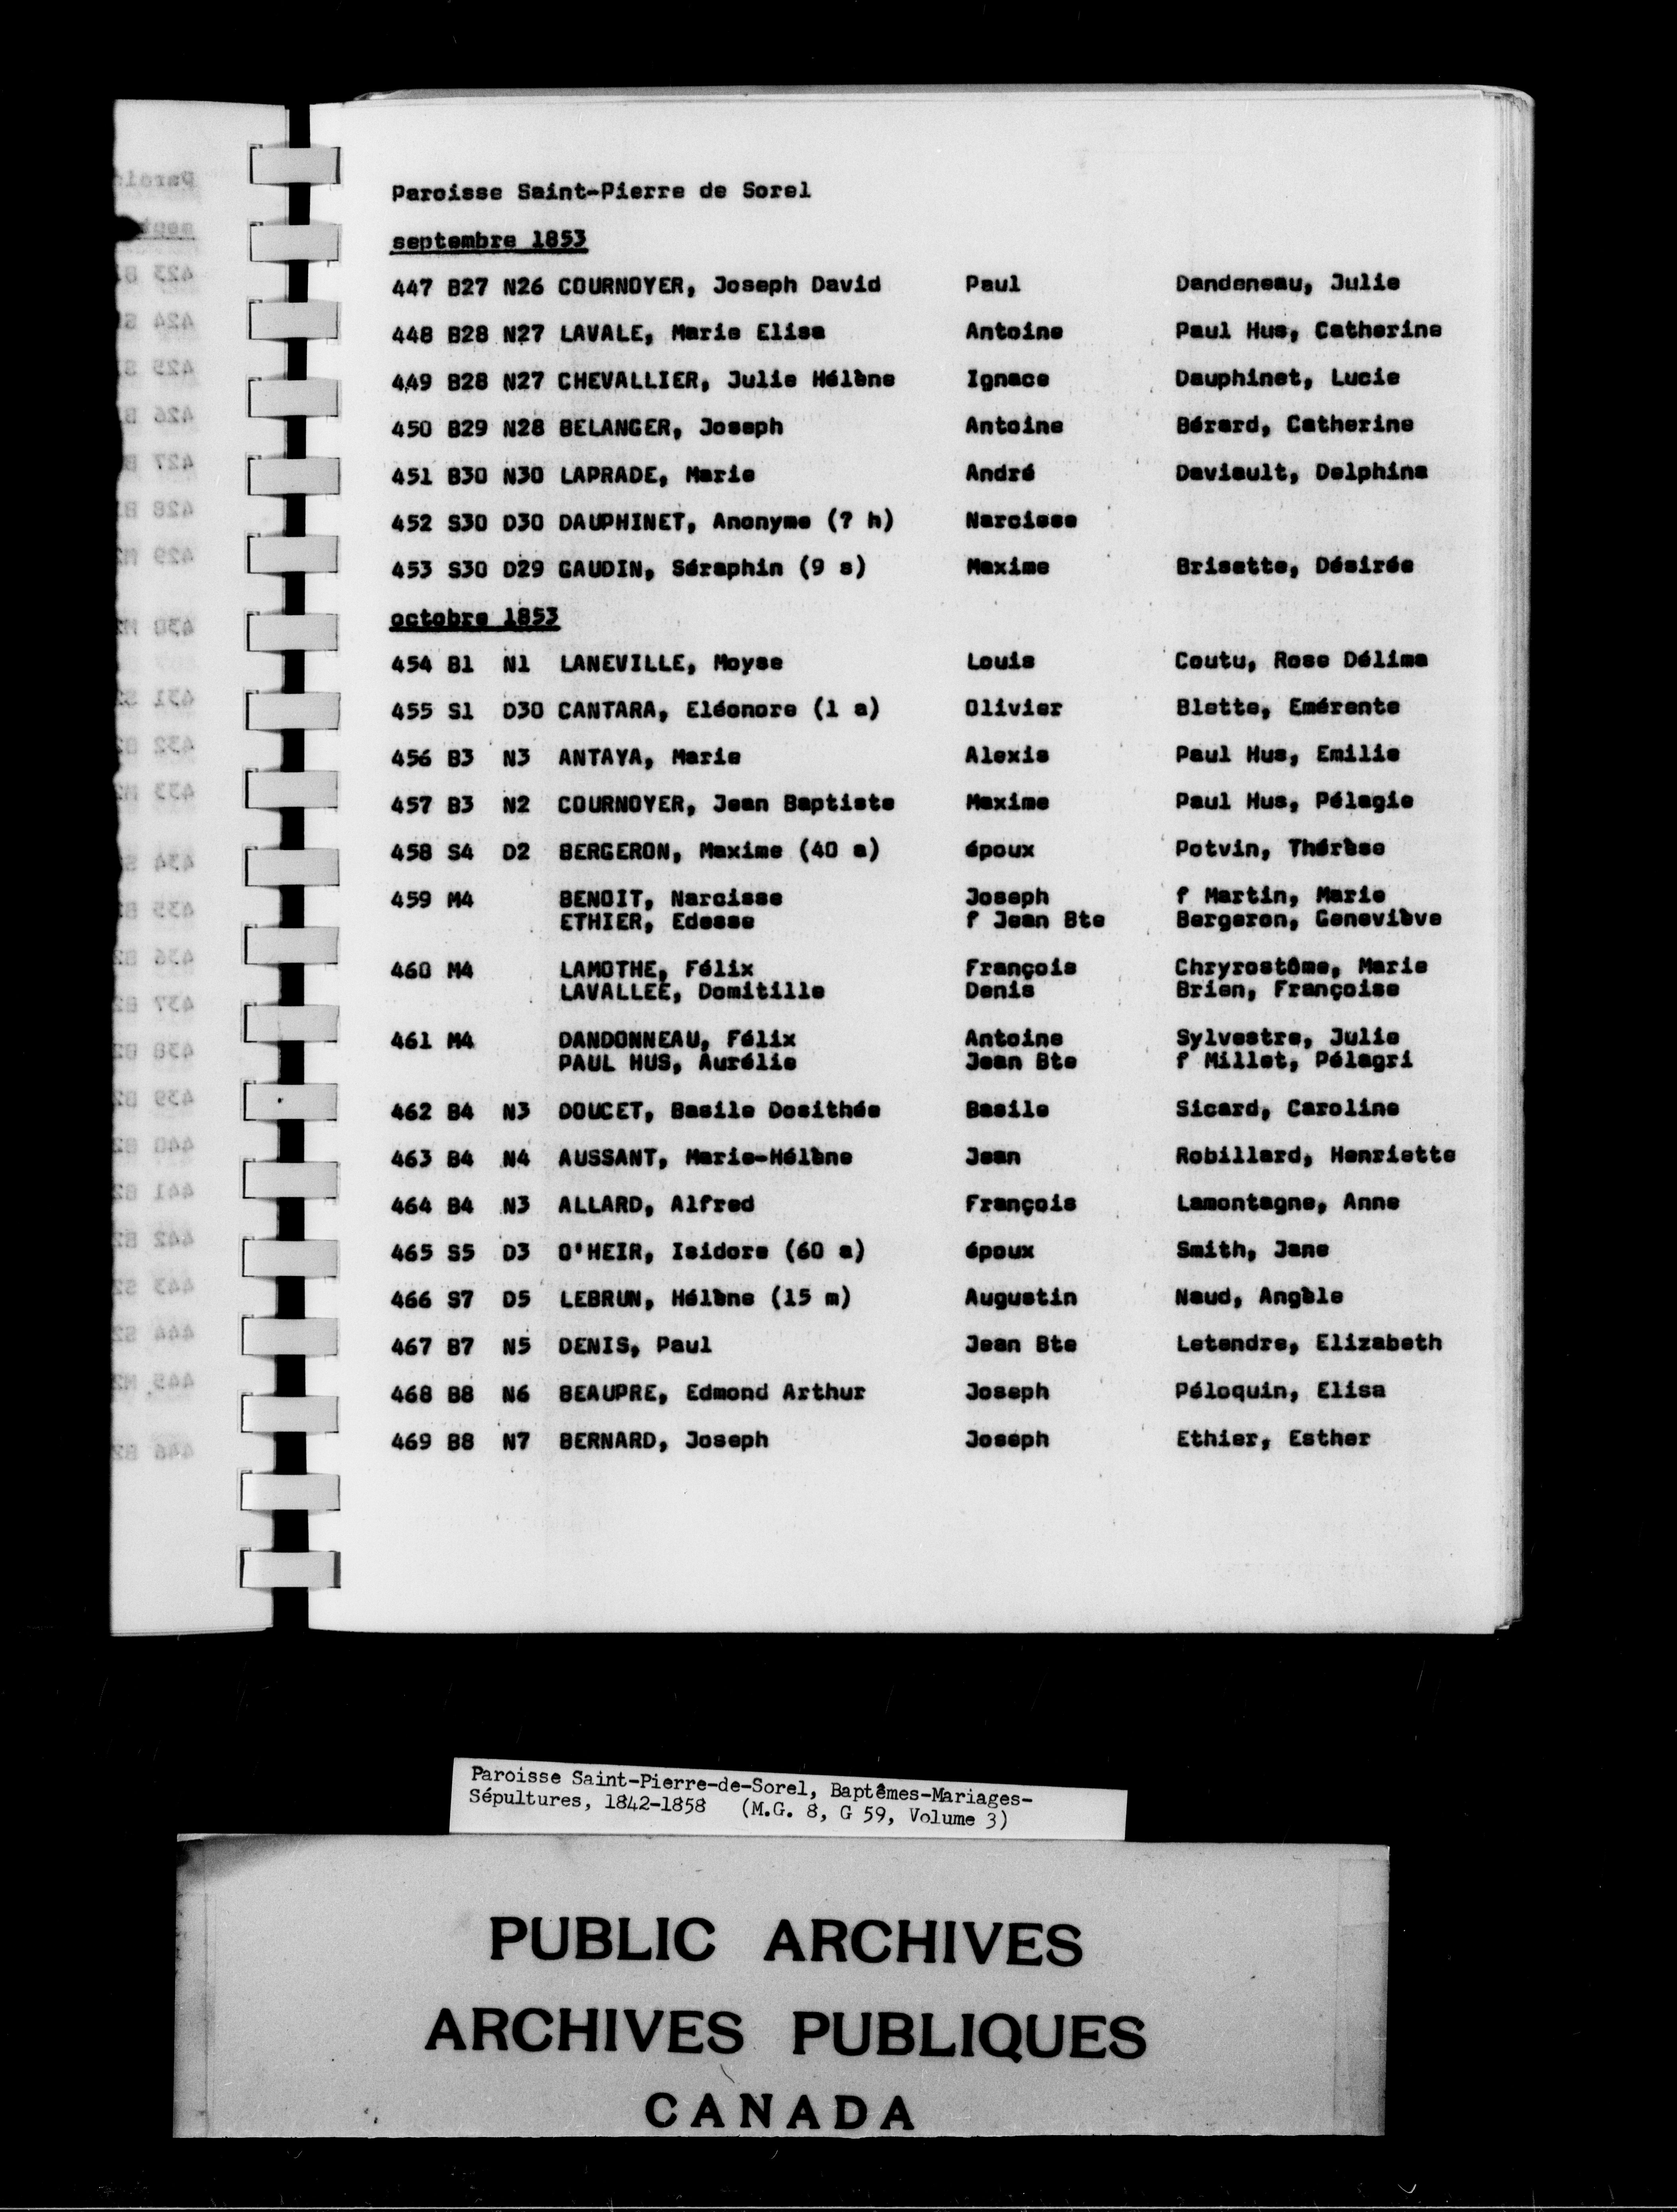 Paroisse Saint-Pierre de Sorel
septembre 1853
447 B27 N26 COURNOYER, Joseph David Paul Dandeneau, Julie
448 B28 N27 LAVALE, Marie Elisa Antoine Paul Hus, Catherine
449 B28 N27 CHEVALLIER, Julie Hélène Ignace Dauphinet, Lucie
450 B29 N28 BELANGER, Joseph Antoine Bérard, Catherine
451 B30 N30 LAPRADE, Marie André Daviault, Delphina
452 S30 D30 DAUPHINET, Anonyme (? h) Narcisse
453 S30 D29 GAUDIN, Séraphin (9 s) Maxime Brisette, Désirée
octobre 1853
454 B1 N1 LANEVILLE, Moyse Louis Coutu, Rose Délima
455 S1 D30 CANTARA, Eléonore (1 a) Olivier Blette, Emérente
456 B3 N3 ANTAYA, Marie Alexis Paul Hus, Emilie
457 B3 N2 COURNOYER, Jean Baptiste Maxime Paul Hus, Pélagie
458 S4 D2 BERGERON, Maxime (40 a) époux Potvin, Thérèse
459 M4 BENOIT, Narcisse Joseph f Martin, Marie
ETHIER, Edesse f Jean Bte Bergeron, Geneviève
460 M4 LAMOTHE, Félix François Chryrostôme, Marie
LAVALLEE, Domitille Denis Brien, Françoise
461 M4 DANDONNEAU, Félix Antoine Sylvestre, Julie
PAUL HUS, Aurélie Jean Bte f Millet, Pélagri
462 B4 N3 DOUCET, Basile Dosithée Basile Sicard, Caroline
463 B4 N4 AUSSANT, Marie-Hélène Jean Robillard, Henriette
464 B4 N3 ALLARD, Alfred François Lamontagne, Anne
465 S5 D3 O'HEIR, Isidore (60 a) époux Smith, Jane
466 S7 D5 LEBRUN, Hélène (15 m) Augustin Naud, Angèle
467 B7 N5 DENIS, Paul Jean Bte Letendre, Elizabeth
468 B8 N6 BEAUPRE, Edmond Arthur Joseph Péloquin, Elisa
469 B8 N7 BERNARD, Joseph Joseph Ethier, Esther
Paroisse Saint-Pierre-de-Sorel, Baptêmes-Mariages-
Sépultures, 1842-1858 (M.G. 8, G 59, Volume 3)
PUBLIC ARCHIVES
ARCHIVES PUBLIQUES
CANADA